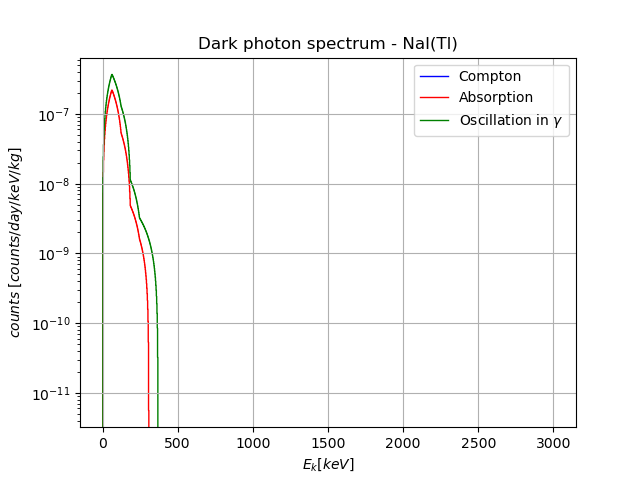 Dark photon spectrum - NaI(Tl)
Compton
Absorption
Oscillation in γ
counts [counts/day/keV/kg]
10⁻⁷
10⁻⁸
10⁻⁹
10⁻¹⁰
10⁻¹¹
0 500 1000 1500 2000 2500 3000
Eₖ[keV]